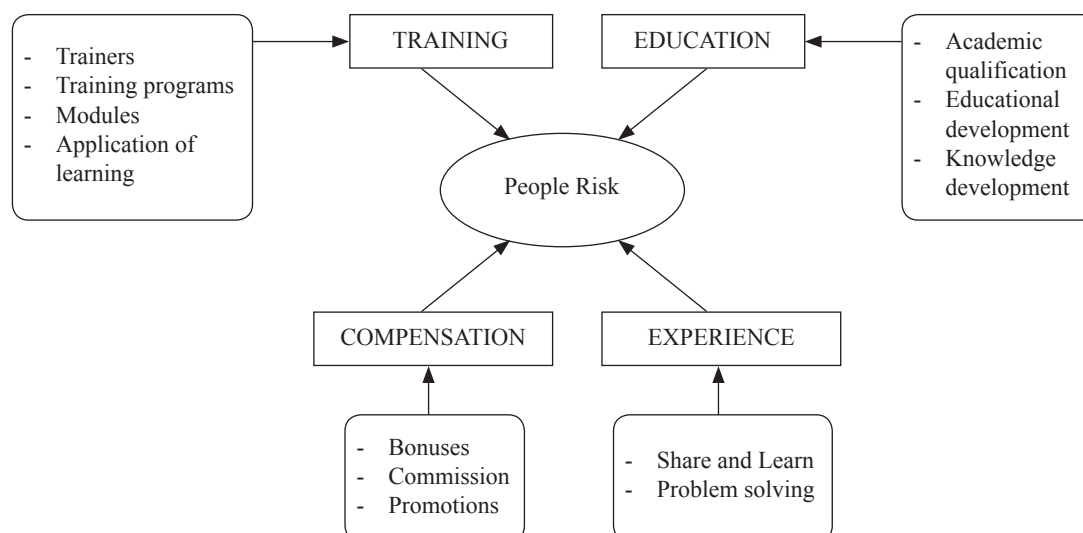 TRAINING
EDUCATION
- Trainers
- Training programs
- Modules
- Application of
learning
- Academic
qualification
- Educational
development
- Knowledge
development
People Risk
COMPENSATION
EXPERIENCE
- Bonuses
- Commission
- Promotions
- Share and Learn
- Problem solving